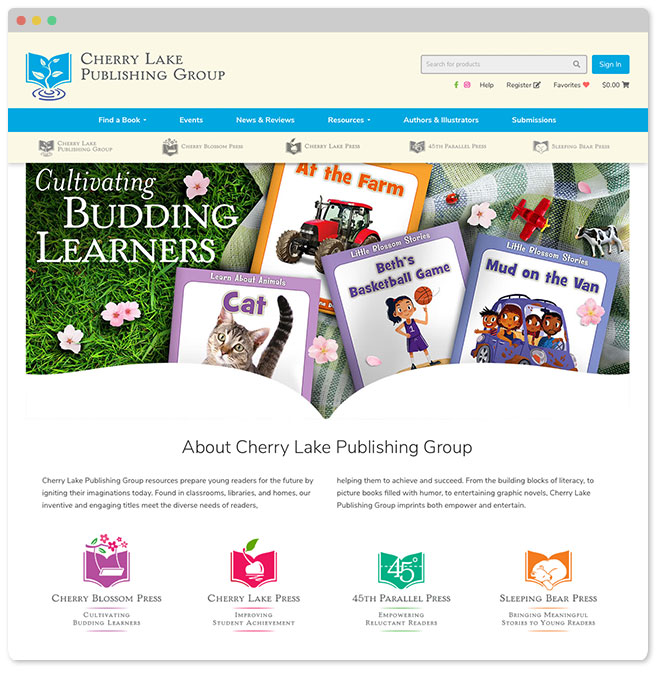 CHERRY LAKE
PUBLISHING GROUP
Search for products
Sign In
Help
Register
Favorites
$0.00
Find a Book
Events
News & Reviews
Resources
Authors & Illustrators
Submissions
CHERRY LAKE
PUBLISHING GROUP
CHERRY BLOSSOM PRESS
CHERRY LAKE PRESS
45TH PARALLEL PRESS
SLEEPING BEAR PRESS
Cultivating
BUDDING
LEARNERS
At the Farm
Learn About Animals
Cat
Little Blossom Stories
Beth's
Basketball Game
Little Blossom Stories
Mud on the Van
About Cherry Lake Publishing Group
Cherry Lake Publishing Group resources prepare young readers for the future by
igniting their imaginations today. Found in classrooms, libraries, and homes, our
inventive and engaging titles meet the diverse needs of readers,
helping them to achieve and succeed. From the building blocks of literacy, to
picture books filled with humor, to entertaining graphic novels, Cherry Lake
Publishing Group imprints both empower and entertain.
CHERRY BLOSSOM PRESS
CULTIVATING
BUDDING LEARNERS
CHERRY LAKE PRESS
IMPROVING
STUDENT ACHIEVEMENT
45°
45TH PARALLEL PRESS
EMPOWERING
RELUCTANT READERS
SLEEPING BEAR PRESS
BRINGING MEANINGFUL
STORIES TO YOUNG READERS